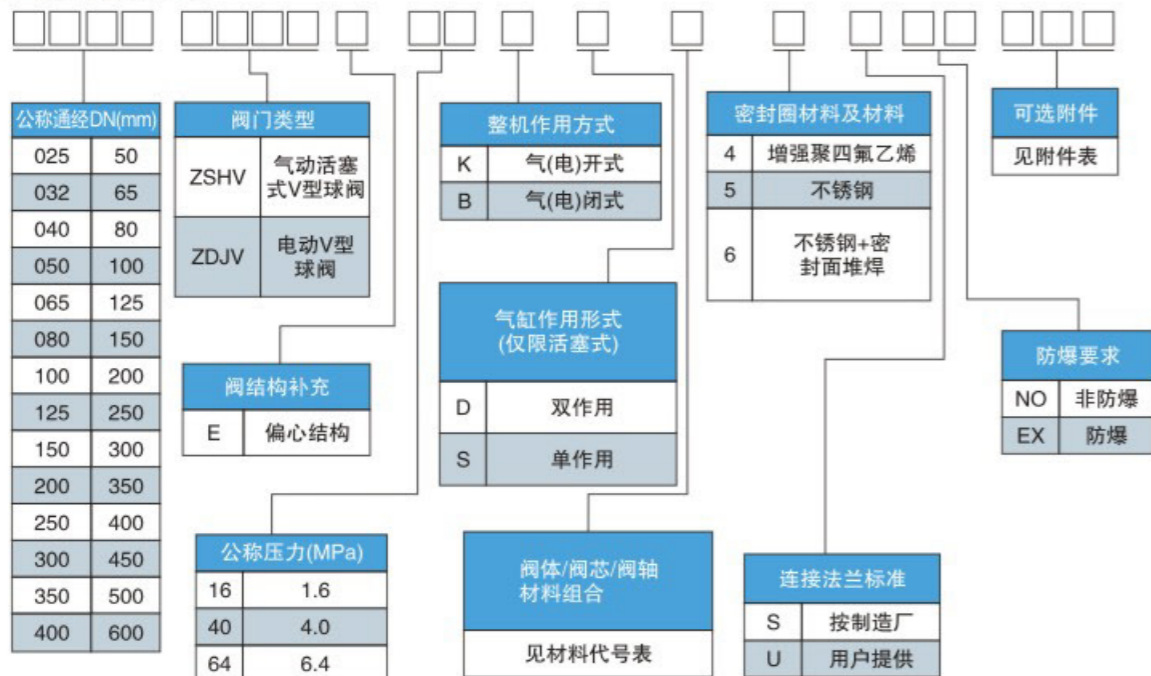 公称通经DN(mm)
025 50
032 65
040 80
050 100
065 125
080 150
100 200
125 250
150 300
200 350
250 400
300 450
350 500
400 600
阀门类型
ZSHV 气动活塞
式V型球阀
ZDJV 电动V型
球阀
阀结构补充
E 偏心结构
公称压力(MPa)
16 1.6
40 4.0
64 6.4
整机作用方式
K 气(电)开式
B 气(电)闭式
气缸作用形式
(仅限活塞式)
D 双作用
S 单作用
阀体/阀芯/阀轴
材料组合
见材料代号表
密封圈材料及材料
4 增强聚四氟乙烯
5 不锈钢
6 不锈钢+密
封面堆焊
连接法兰标准
S 按制造厂
U 用户提供
可选附件
见附件表
防爆要求
NO 非防爆
EX 防爆